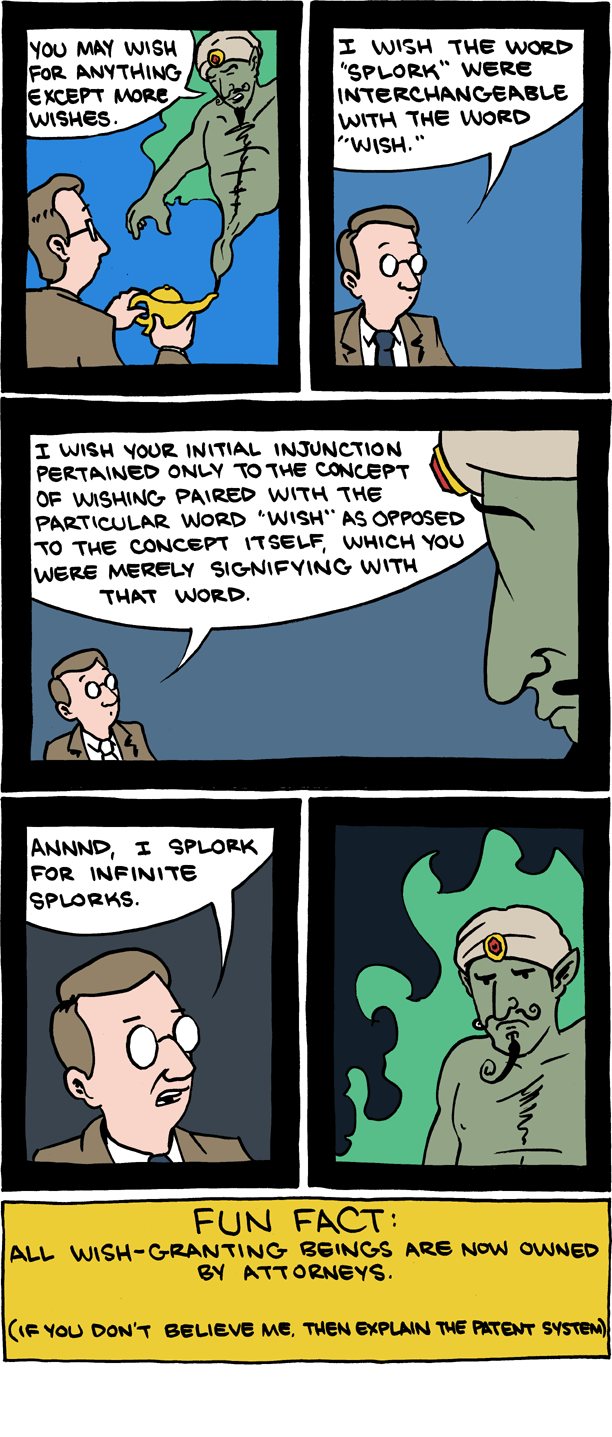 YOU MAY WISH
FOR ANYTHING
EXCEPT MORE
WISHES.
I WISH THE WORD
"SPLORK" WERE
INTERCHANGEABLE
WITH THE WORD
"WISH."
I WISH YOUR INITIAL INJUNCTION
PERTAINED ONLY TO THE CONCEPT
OF WISHING PAIRED WITH THE
PARTICULAR WORD "WISH" AS OPPOSED
TO THE CONCEPT ITSELF, WHICH YOU
WERE MERELY SIGNIFYING WITH
THAT WORD.
ANNND, I SPLORK
FOR INFINITE
SPLORKS.
FUN FACT:
ALL WISH-GRANTING BEINGS ARE NOW OWNED
BY ATTORNEYS.
(IF YOU DON'T BELIEVE ME, THEN EXPLAIN THE PATENT SYSTEM)